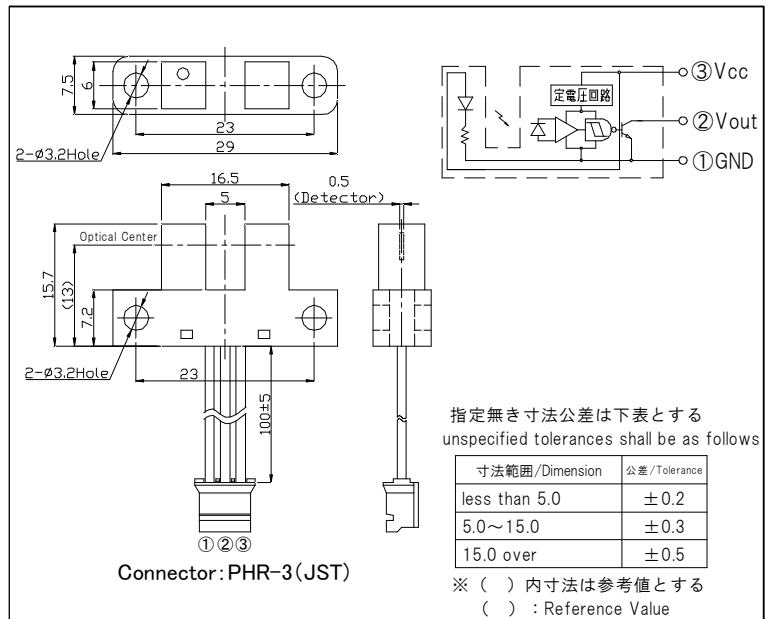 7.5
6
23
29
2-ø3.2Hole
定電圧回路
③Vcc
②Vout
①GND
16.5
5
0.5
(Detector)
Optical Center
15.7
(13)
7.2
2-ø3.2Hole
23
100±5
①②③
Connector:PHR-3(JST)
指定無き寸法公差は下表とする
unspecified tolerances shall be as follows
寸法範囲/Dimension 公差/Tolerance
less than 5.0 ±0.2
5.0～15.0 ±0.3
15.0 over ±0.5
※（　）内寸法は参考値とする
（　）：Reference Value